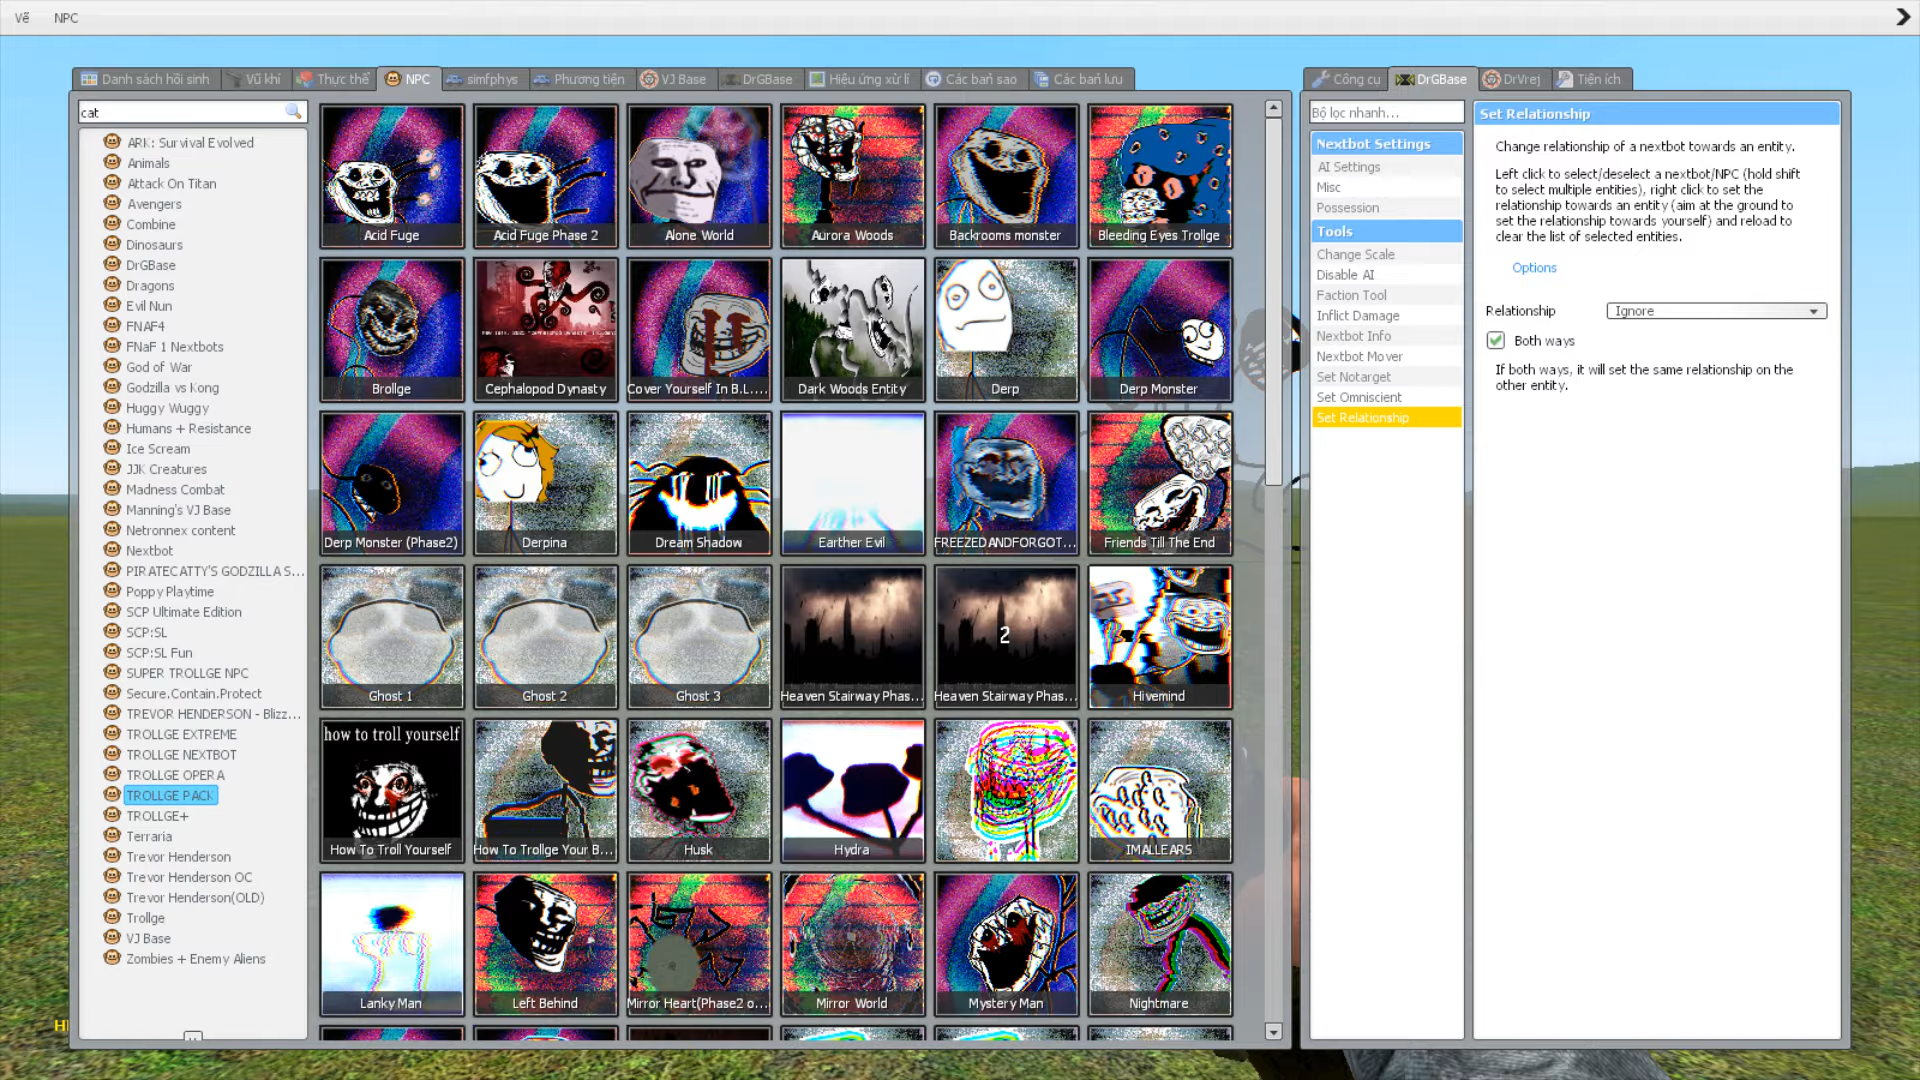 Vẽ NPC
Danh sách hồi sinh Vũ khí Thực thể NPC simfphys Phương tiện VJ Base DrGBase Hiệu ứng xử lí Các bản sao Các bản lưu
Công cụ DrGBase DrVrej Tiện ích
cat
ARK: Survival Evolved
Animals
Attack On Titan
Avengers
Combine
Dinosaurs
DrGBase
Dragons
Evil Nun
FNAF4
FNaF 1 Nextbots
God of War
Godzilla vs Kong
Huggy Wuggy
Humans + Resistance
Ice Scream
JJK Creatures
Madness Combat
Manning's VJ Base
Netronnex content
Nextbot
PIRATECATTY'S GODZILLA S...
Poppy Playtime
SCP Ultimate Edition
SCP:SL
SCP:SL Fun
SUPER TROLLGE NPC
Secure.Contain.Protect
TREVOR HENDERSON - Blizz...
TROLLGE EXTREME
TROLLGE NEXTBOT
TROLLGE OPERA
TROLLGE PACK
TROLLGE+
Terraria
Trevor Henderson
Trevor Henderson OC
Trevor Henderson(OLD)
Trollge
VJ Base
Zombies + Enemy Aliens
Acid Fuge
Acid Fuge Phase 2
Alone World
Aurora Woods
Backrooms monster
Bleeding Eyes Trollge
Brollge
Cephalopod Dynasty
Cover Yourself In B.L....
Dark Woods Entity
Derp
Derp Monster
Derp Monster (Phase2)
Derpina
Dream Shadow
Earther Evil
FREEZEDANDFORGOT...
Friends Till The End
Ghost 1
Ghost 2
Ghost 3
Heaven Stairway Phas...
2
Heaven Stairway Phas...
Hivemind
how to troll yourself
How To Troll Yourself
How To Trollge Your B...
Husk
Hydra
IMALLEARS
Lanky Man
Left Behind
Mirror Heart(Phase2 o...
Mirror World
Mystery Man
Nightmare
Bộ lọc nhanh...
Nextbot Settings
AI Settings
Misc
Possession
Tools
Change Scale
Disable AI
Faction Tool
Inflict Damage
Nextbot Info
Nextbot Mover
Set Notarget
Set Omniscient
Set Relationship
Set Relationship
Change relationship of a nextbot towards an entity.
Left click to select/deselect a nextbot/NPC (hold shift
to select multiple entities), right click to set the
relationship towards an entity (aim at the ground to
set the relationship towards yourself) and reload to
clear the list of selected entities.
Options
Relationship Ignore
Both ways
If both ways, it will set the same relationship on the
other entity.